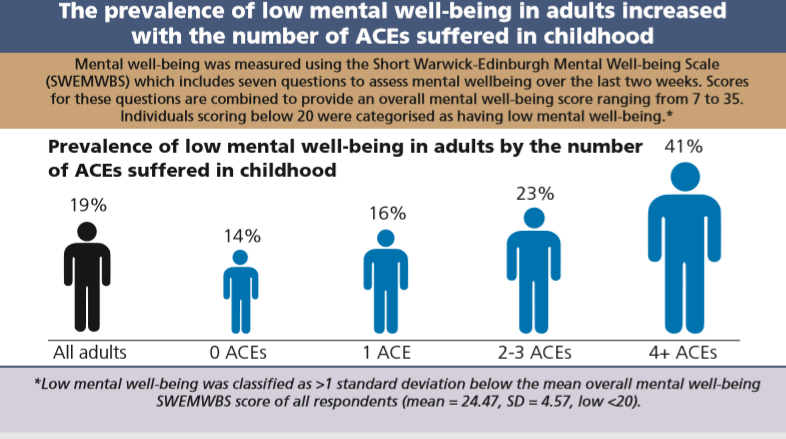 The prevalence of low mental well-being in adults increased
with the number of ACEs suffered in childhood
Mental well-being was measured using the Short Warwick-Edinburgh Mental Well-being Scale
(SWEMWBS) which includes seven questions to assess mental wellbeing over the last two weeks. Scores
for these questions are combined to provide an overall mental well-being score ranging from 7 to 35.
Individuals scoring below 20 were categorised as having low mental well-being.*
Prevalence of low mental well-being in adults by the number
of ACEs suffered in childhood
19%
14%
16%
23%
41%
All adults
0 ACEs
1 ACE
2-3 ACEs
4+ ACEs
*Low mental well-being was classified as >1 standard deviation below the mean overall mental well-being
SWEMWBS score of all respondents (mean = 24.47, SD = 4.57, low <20).